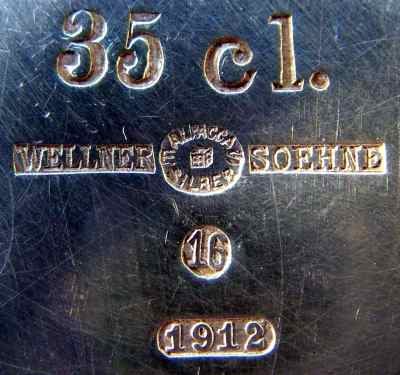 35 cl.
WELLNER ALPACCA SILBER SOEHNE
16
1912